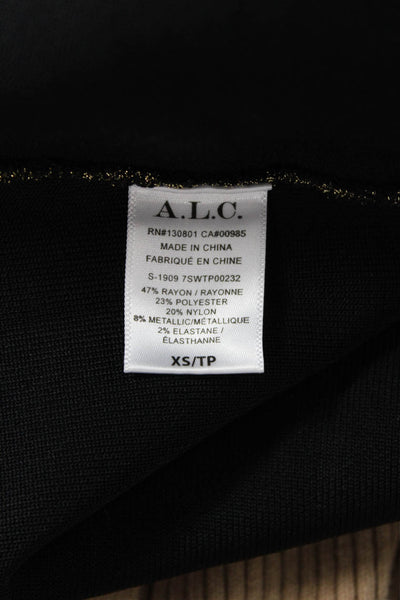 A.L.C.
RN#130801 CA#00985
MADE IN CHINA
FABRIQUÉ EN CHINE
S-1909 7SWTP00232
47% RAYON / RAYONNE
23% POLYESTER
20% NYLON
8% METALLIC/MÉTALLIQUE
2% ELASTANE /
ÉLASTHANNE
XS/TP